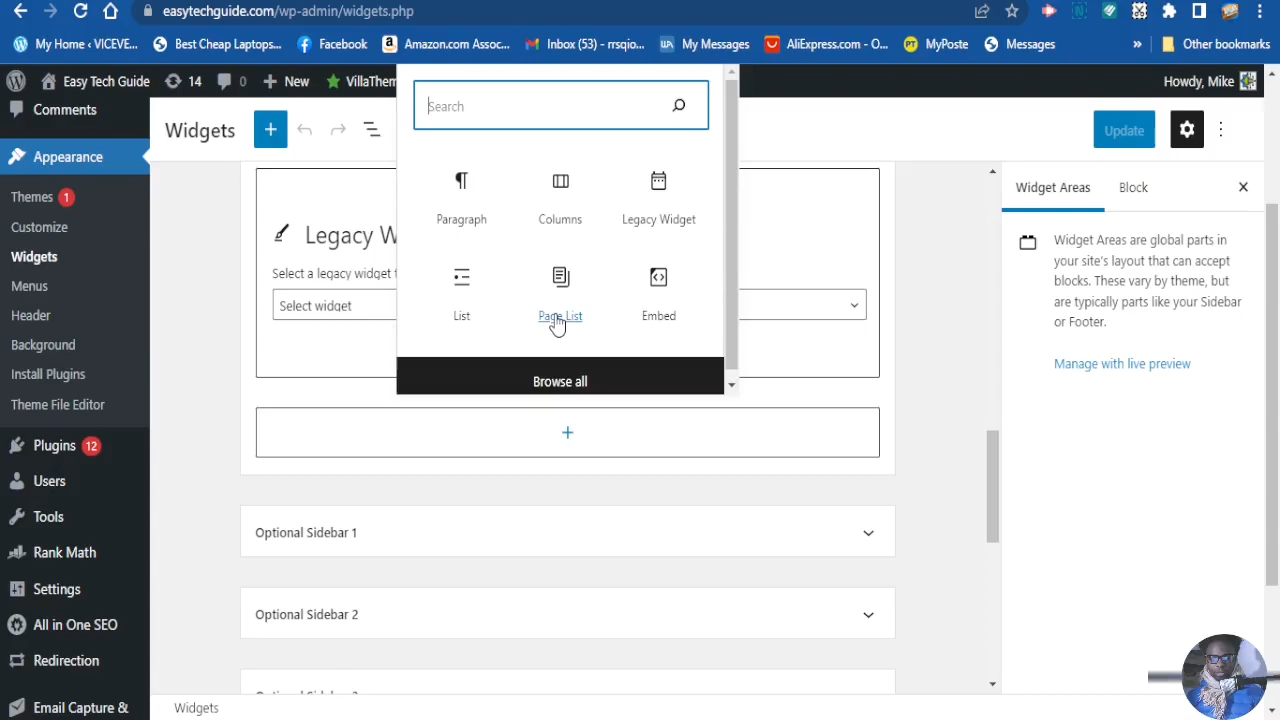 easytechguide.com/wp-admin/widgets.php
My Home ‹ VICEVE...
Best Cheap Laptops...
Facebook
Amazon.com Assoc...
Inbox (53) - rrsqio...
My Messages
AliExpress.com - O...
MyPoste
Messages
»
Other bookmarks
Easy Tech Guide
14
0
New
VillaThem
Howdy, Mike
Comments
Appearance
Themes 1
Customize
Widgets
Menus
Header
Background
Install Plugins
Theme File Editor
Plugins 12
Users
Tools
Rank Math
Settings
All in One SEO
Redirection
Email Capture &
Widgets
Update
Legacy W
Select a legacy widget t
Select widget
Search
Paragraph
Columns
Legacy Widget
List
Page List
Embed
Browse all
Optional Sidebar 1
Optional Sidebar 2
Widget Areas
Block
Widget Areas are global parts in
your site's layout that can accept
blocks. These vary by theme, but
are typically parts like your Sidebar
or Footer.
Manage with live preview
Widgets